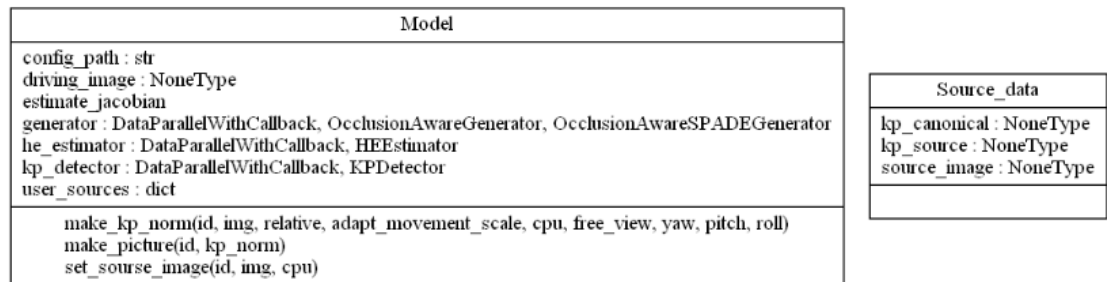 Model
config_path : str
driving_image : NoneType
estimate_jacobian
generator : DataParallelWithCallback, OcclusionAwareGenerator, OcclusionAwareSPADEGenerator
he_estimator : DataParallelWithCallback, HEEstimator
kp_detector : DataParallelWithCallback, KPDetector
user_sources : dict
make_kp_norm(id, img, relative, adapt_movement_scale, cpu, free_view, yaw, pitch, roll)
make_picture(id, kp_norm)
set_sourse_image(id, img, cpu)
Source_data
kp_canonical : NoneType
kp_source : NoneType
source_image : NoneType